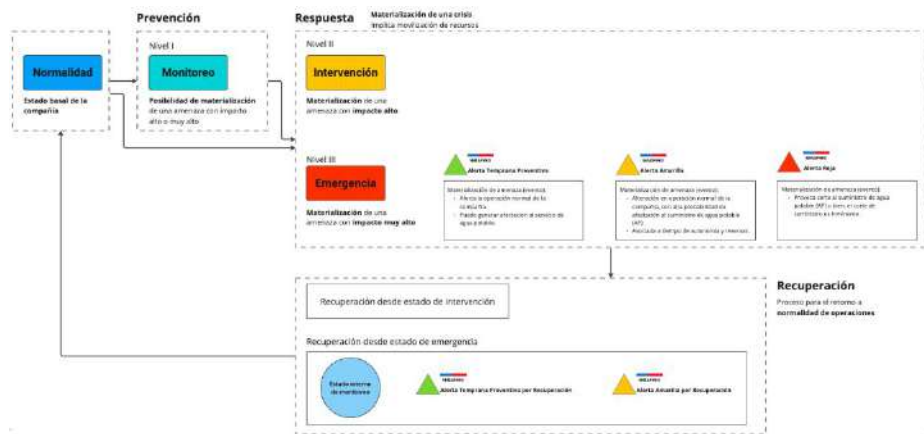 Prevención
Respuesta
Materialización de una crisis
Implica movilización de recursos
Nivel I
Nivel II
Normalidad
Monitoreo
Intervención
Estado basal de la
compañía
Posibilidad de materialización
de una amenaza con impacto
alto o muy alto
Materialización de una
amenaza con impacto alto
Nivel III
Emergencia
Materialización de una
amenaza con impacto muy alto
Alerta Temprana Preventiva
Alerta Amarilla
Alerta Roja
Materialización de amenaza (evento):
Afecta la operación normal de la
compañía.
Puede generar afectación al servicio de
agua potable.
Materialización de amenaza (evento):
Alteración en operación normal de la
compañía, con alta probabilidad de
afectación al suministro de agua potable
(AP)
Asociada a tiempo de autonomía y reservas.
Materialización de amenaza (evento):
Provoca corte al suministro de agua
potable (AP) o bien, el corte de
suministro es inminente
Recuperación
Proceso para el retorno a
normalidad de operaciones
Recuperación desde estado de intervención
Recuperación desde estado de emergencia
Estado
de monitoreo
Alerta Temprana Preventiva por Recuperación
Alerta Amarilla por Recuperación